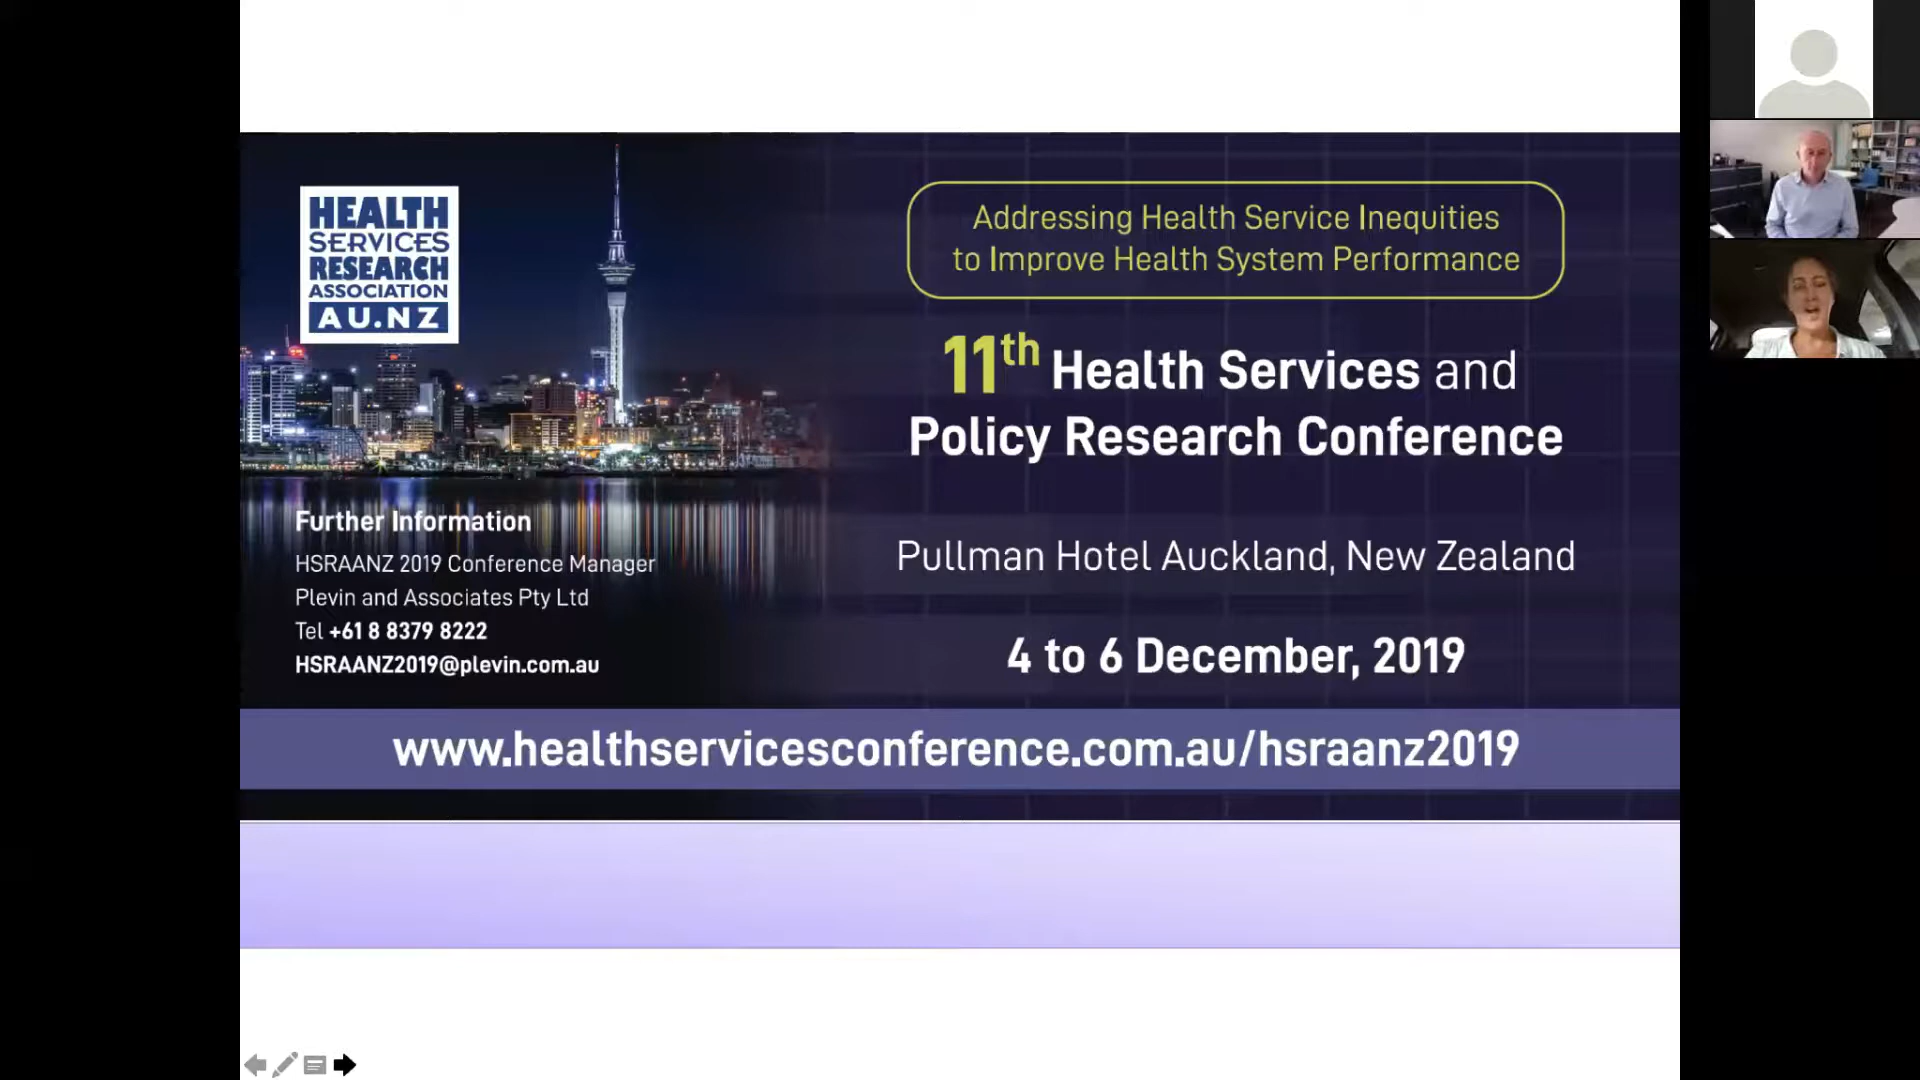 HEALTH
SERVICES
RESEARCH
ASSOCIATION
AU.NZ
Addressing Health Service Inequities
to Improve Health System Performance
11th Health Services and
Policy Research Conference
Pullman Hotel Auckland, New Zealand
4 to 6 December, 2019
Further Information
HSRAANZ 2019 Conference Manager
Plevin and Associates Pty Ltd
Tel +61 8 8379 8222
HSRAANZ2019@plevin.com.au
www.healthservicesconference.com.au/hsraanz2019